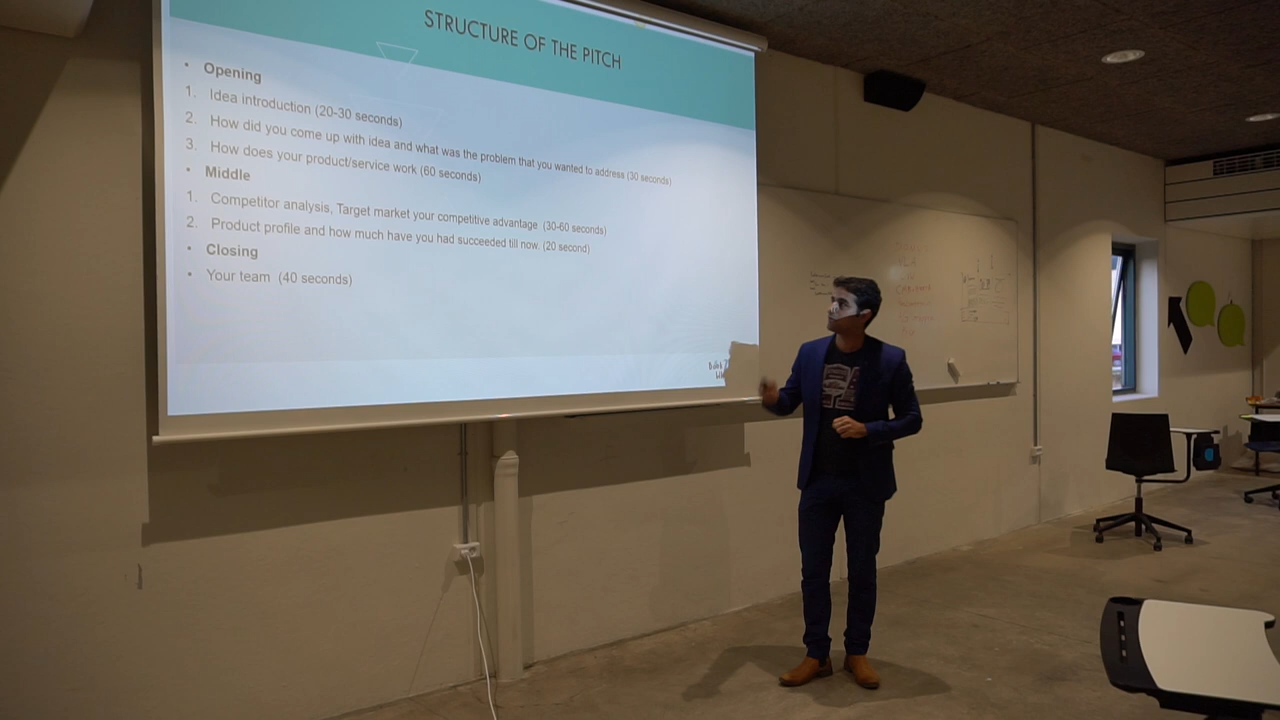 STRUCTURE OF THE PITCH
• Opening
1. Idea introduction (20-30 seconds)
2. How did you come up with idea and what was the problem that you wanted to address (30 seconds)
3. How does your product/service work (60 seconds)
• Middle
1. Competitor analysis, Target market your competitive advantage (30-60 seconds)
2. Product profile and how much have you had succeeded till now. (20 second)
• Closing
• Your team (40 seconds)